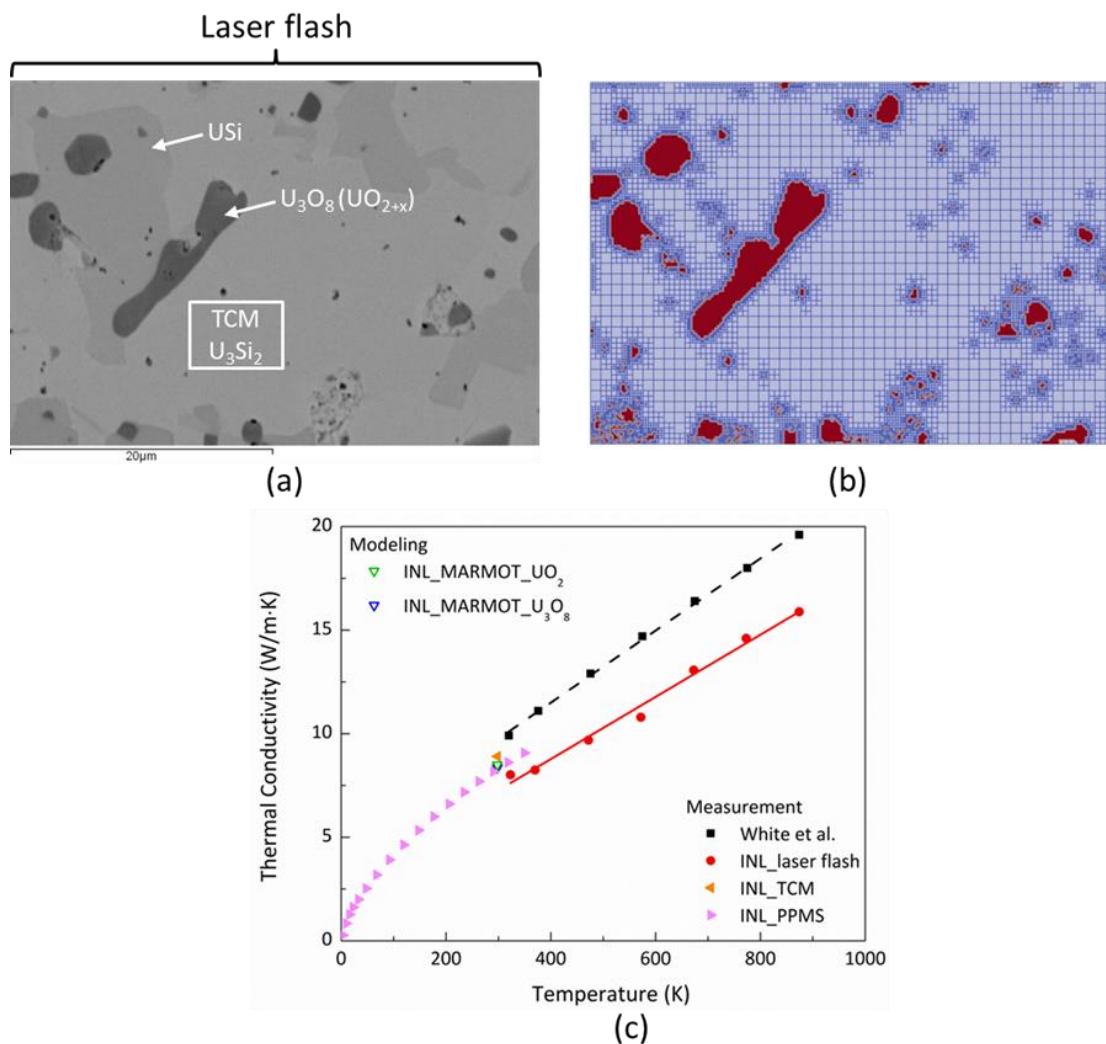 Laser flash
USi
U₃O₈ (UO₂₊ₓ)
TCM
U₃Si₂
20µm
(a)
(b)
20
15
10
5
0
Thermal Conductivity (W/m·K)
Modeling
INL_MARMOT_UO₂
INL_MARMOT_U₃O₈
Measurement
White et al.
INL_laser flash
INL_TCM
INL_PPMS
0 200 400 600 800 1000
Temperature (K)
(c)